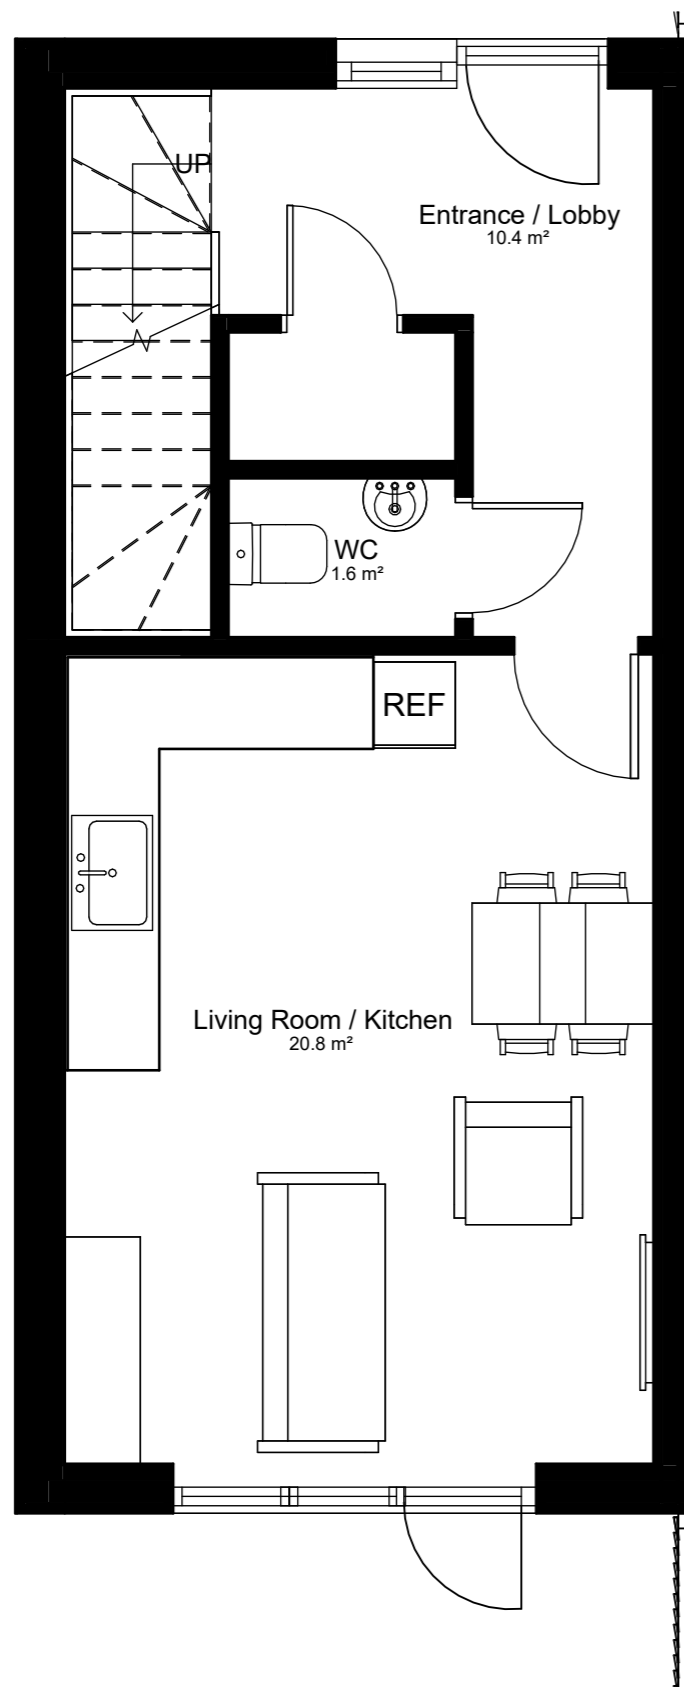 UP
Entrance / Lobby
10.4 m²
WC
1.6 m²
REF
Living Room / Kitchen
20.8 m²